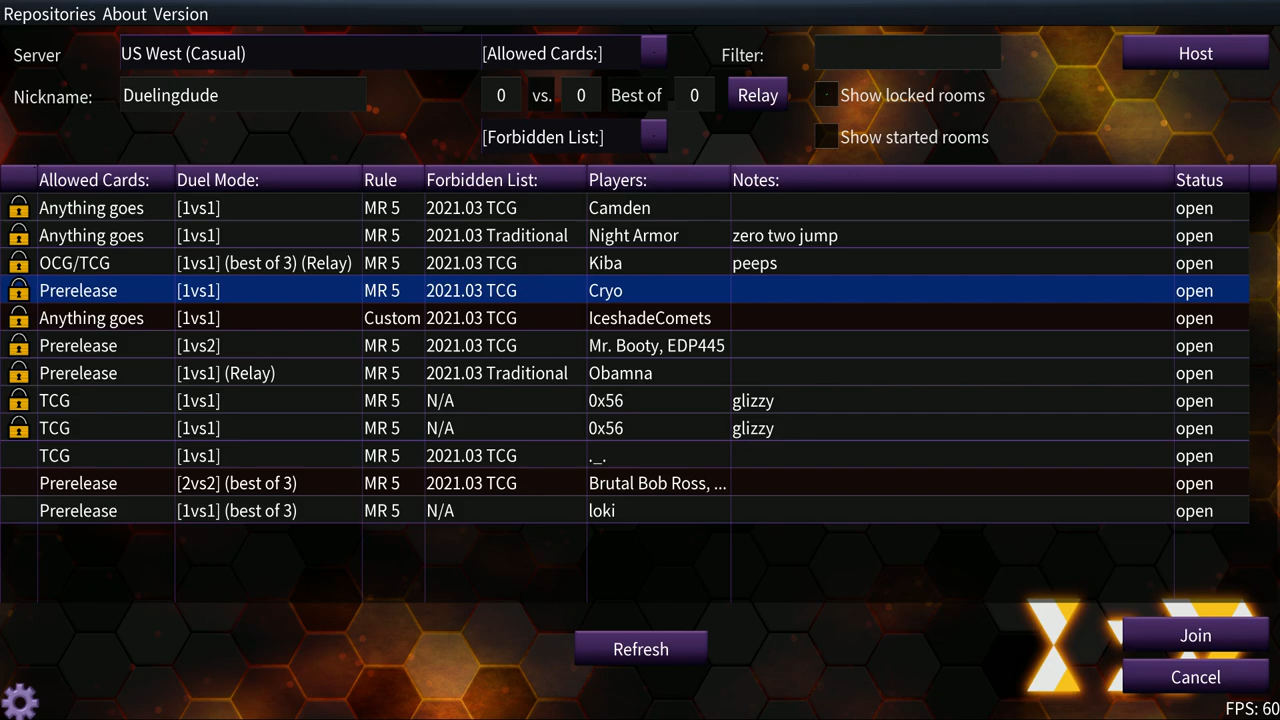 Repositories About Version
Server US West (Casual) [Allowed Cards:] Filter: Host
Nickname: Duelingdude 0 vs. 0 Best of 0 Relay Show locked rooms
[Forbidden List:] Show started rooms
Allowed Cards: Duel Mode: Rule Forbidden List: Players: Notes: Status
Anything goes [1vs1] MR 5 2021.03 TCG Camden open
Anything goes [1vs1] MR 5 2021.03 Traditional Night Armor zero two jump open
OCG/TCG [1vs1] (best of 3) (Relay) MR 5 2021.03 TCG Kiba peeps open
Prerelease [1vs1] MR 5 2021.03 TCG Cryo open
Anything goes [1vs1] Custom 2021.03 TCG IceshadeComets open
Prerelease [1vs2] MR 5 2021.03 TCG Mr. Booty, EDP445 open
Prerelease [1vs1] (Relay) MR 5 2021.03 Traditional Obamna open
TCG [1vs1] MR 5 N/A 0x56 glizzy open
TCG [1vs1] MR 5 N/A 0x56 glizzy open
TCG [1vs1] MR 5 2021.03 TCG ._. open
Prerelease [2vs2] (best of 3) MR 5 2021.03 TCG Brutal Bob Ross, ... open
Prerelease [1vs1] (best of 3) MR 5 N/A loki open
Refresh
Join
Cancel
FPS: 60